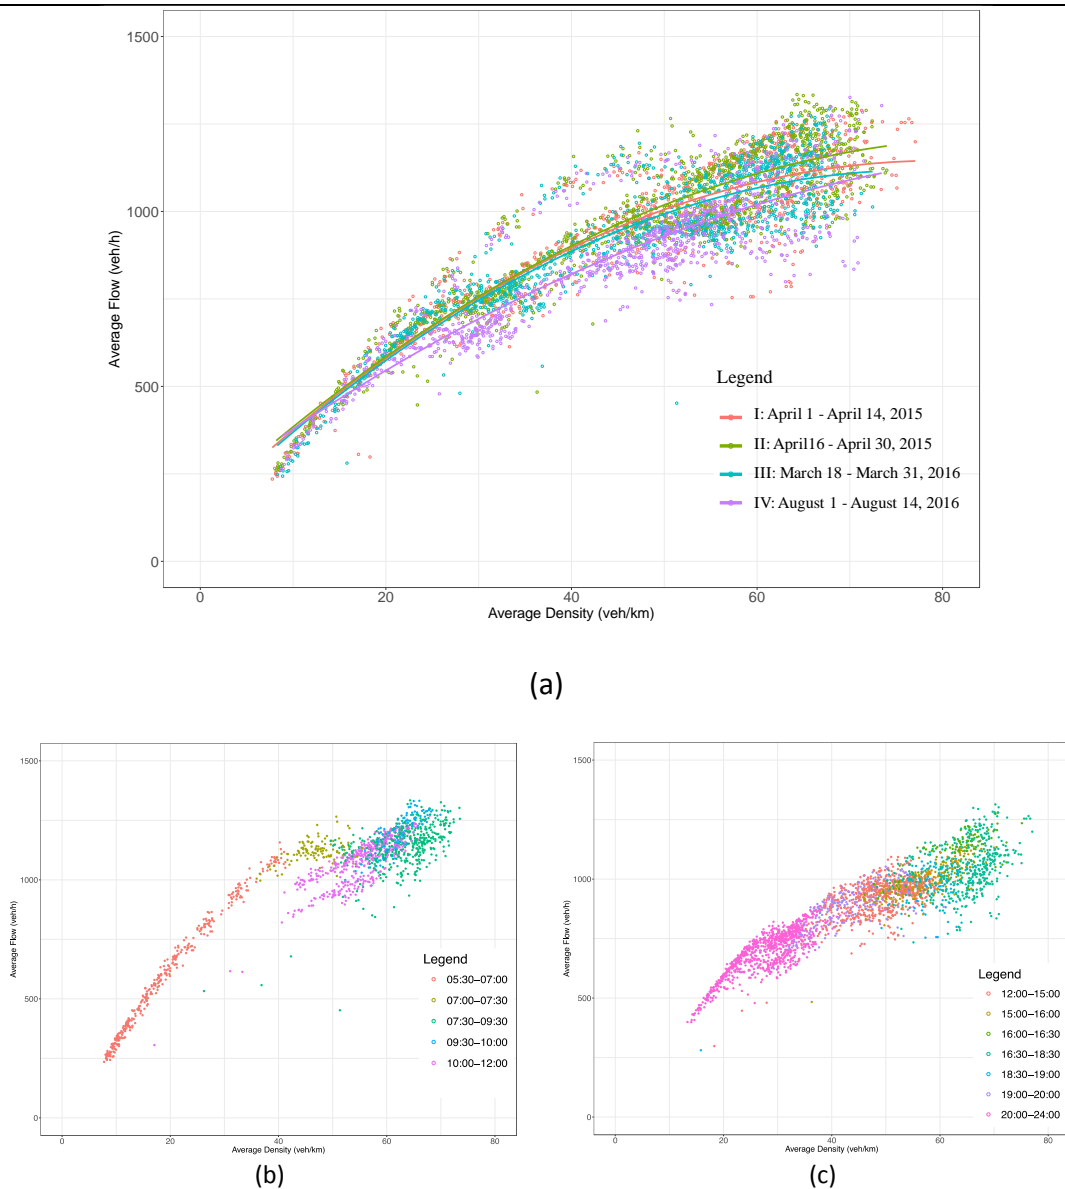 1500
1000
500
0
Average Flow (veh/h)
0 20 40 60 80
Average Density (veh/km)
Legend
I: April 1 - April 14, 2015
II: April16 - April 30, 2015
III: March 18 - March 31, 2016
IV: August 1 - August 14, 2016
(a)
1500
1000
500
0
Average Flow (veh/h)
0 20 40 60 80
Average Density (veh/km)
Legend
05:30–07:00
07:00–07:30
07:30–09:30
09:30–10:00
10:00–12:00
(b)
1500
1000
500
0
Average Flow (veh/h)
0 20 40 60 80
Average Density (veh/km)
Legend
12:00–15:00
15:00–16:00
16:00–16:30
16:30–18:30
18:30–19:00
19:00–20:00
20:00–24:00
(c)